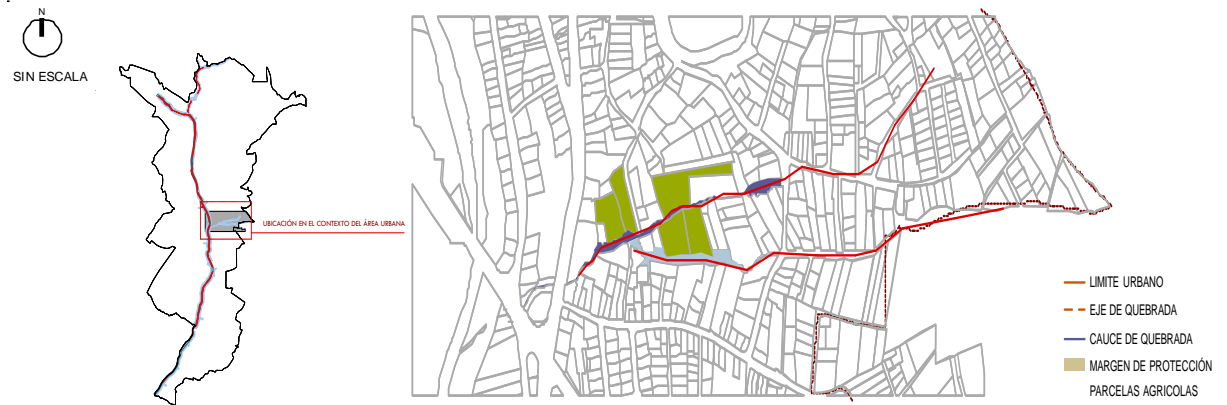 N
SIN ESCALA
UBICACIÓN EN EL CONTEXTO DEL ÁREA URBANA
LIMITE URBANO
EJE DE QUEBRADA
CAUCE DE QUEBRADA
MARGEN DE PROTECCIÓN
PARCELAS AGRICOLAS